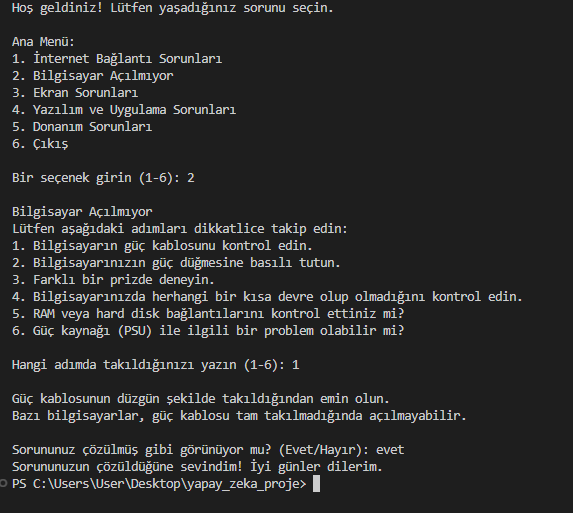 Hoş geldiniz! Lütfen yaşadığınız sorunu seçin.
Ana Menü:
1. İnternet Bağlantı Sorunları
2. Bilgisayar Açılmıyor
3. Ekran Sorunları
4. Yazılım ve Uygulama Sorunları
5. Donanım Sorunları
6. Çıkış
Bir seçenek girin (1-6): 2
Bilgisayar Açılmıyor
Lütfen aşağıdaki adımları dikkatlice takip edin:
1. Bilgisayarın güç kablosunu kontrol edin.
2. Bilgisayarınızın güç düğmesine basılı tutun.
3. Farklı bir prizde deneyin.
4. Bilgisayarınızda herhangi bir kısa devre olup olmadığını kontrol edin.
5. RAM veya hard disk bağlantılarını kontrol ettiniz mi?
6. Güç kaynağı (PSU) ile ilgili bir problem olabilir mi?
Hangi adımda takıldığınızı yazın (1-6): 1
Güç kablosunun düzgün şekilde takıldığından emin olun.
Bazı bilgisayarlar, güç kablosu tam takılmadığında açılmayabilir.
Sorununuz çözülmüş gibi görünüyor mu? (Evet/Hayır): evet
Sorununuzun çözüldüğüne sevindim! İyi günler dilerim.
PS C:\Users\User\Desktop\yapay_zeka_proje>